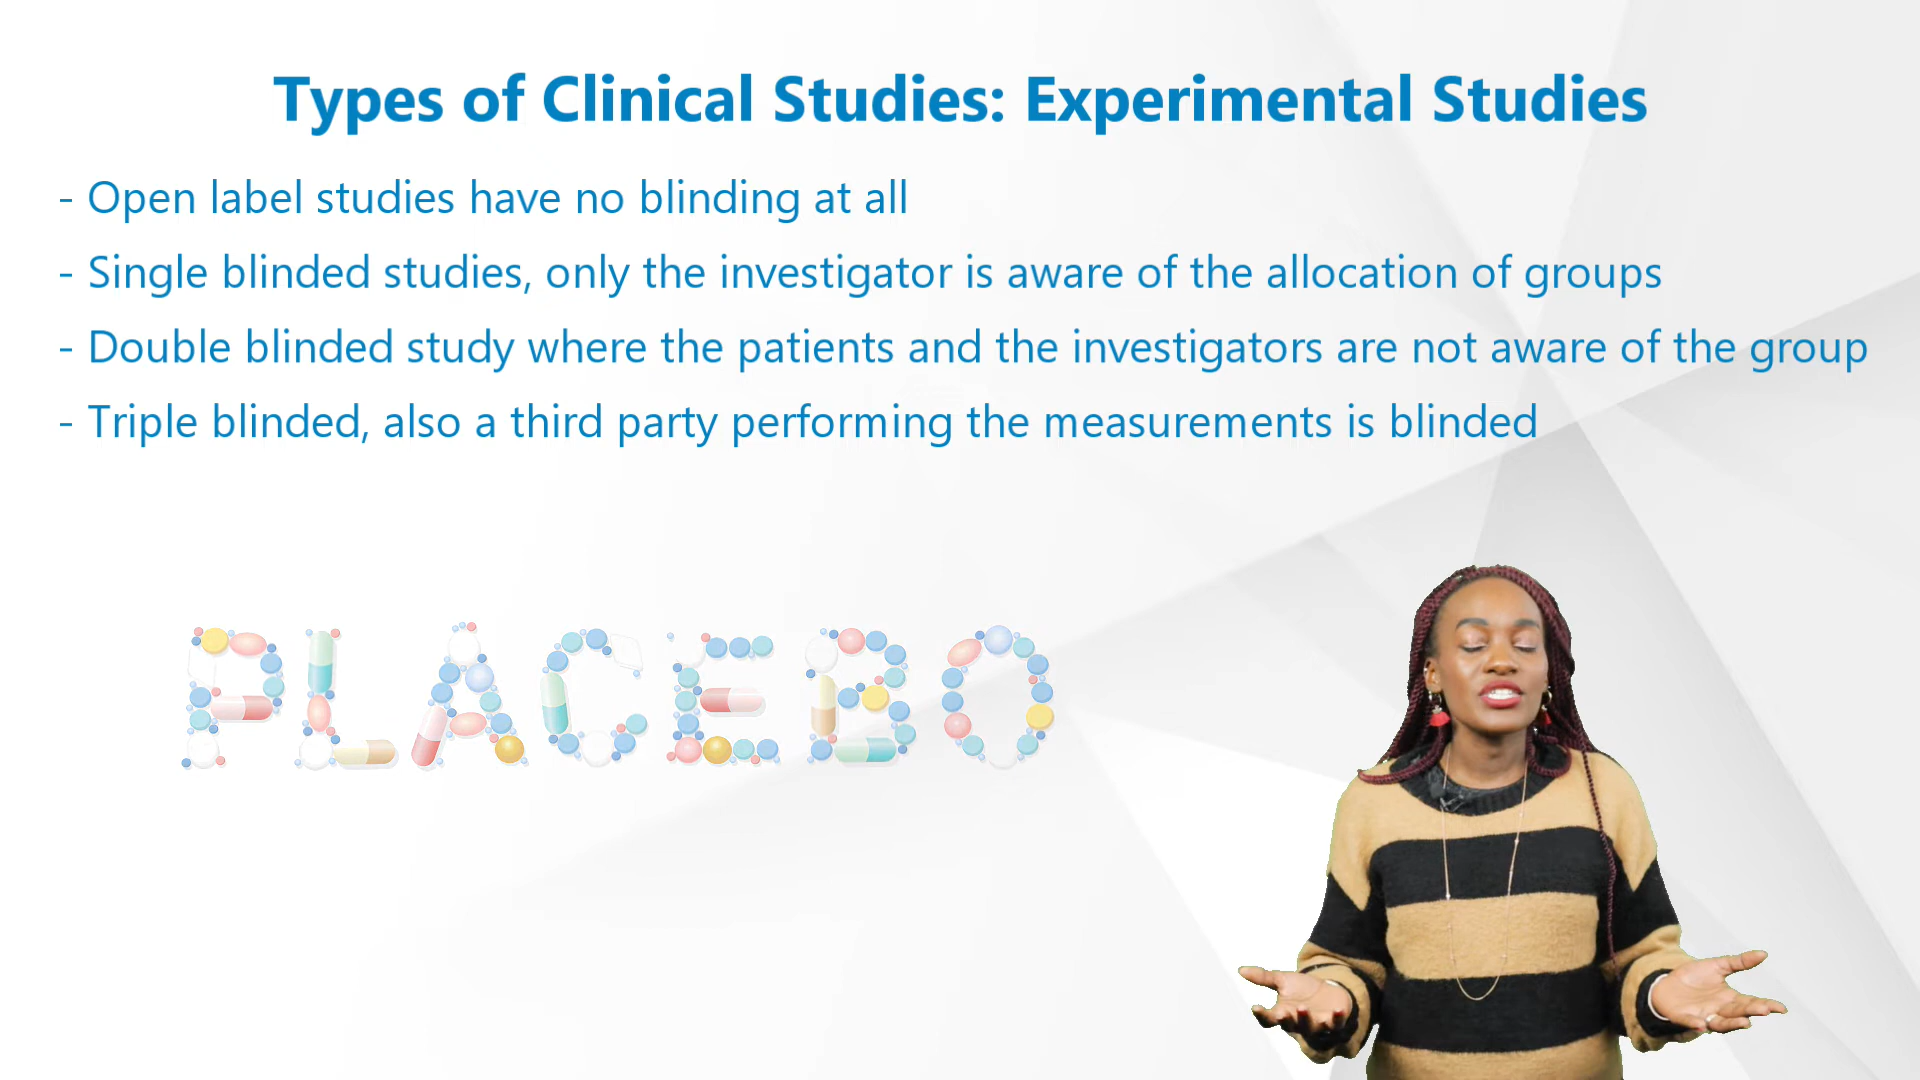 Types of Clinical Studies: Experimental Studies
- Open label studies have no blinding at all
- Single blinded studies, only the investigator is aware of the allocation of groups
- Double blinded study where the patients and the investigators are not aware of the group
- Triple blinded, also a third party performing the measurements is blinded
PLACEBO